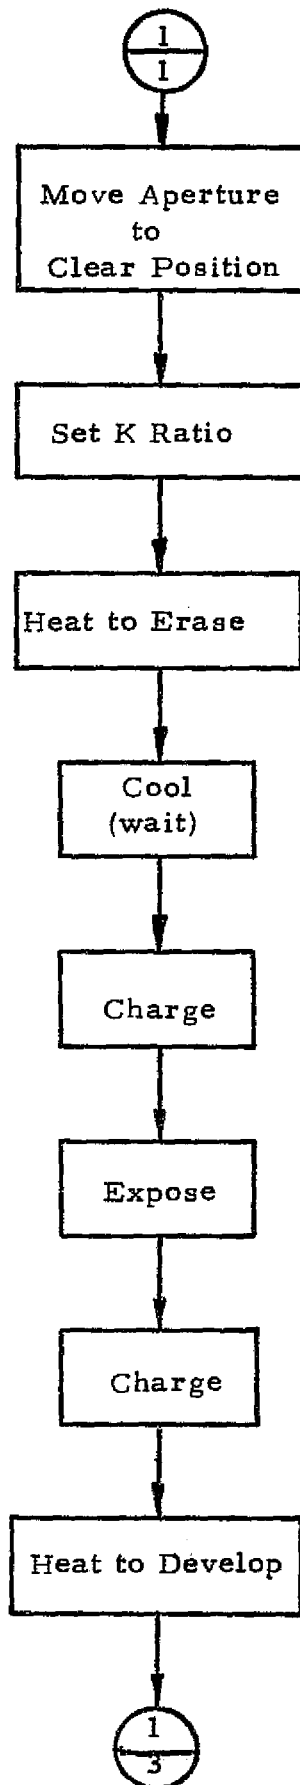 1
1
Move Aperture
to
Clear Position
Set K Ratio
Heat to Erase
Cool
(wait)
Charge
Expose
Charge
Heat to Develop
1
3